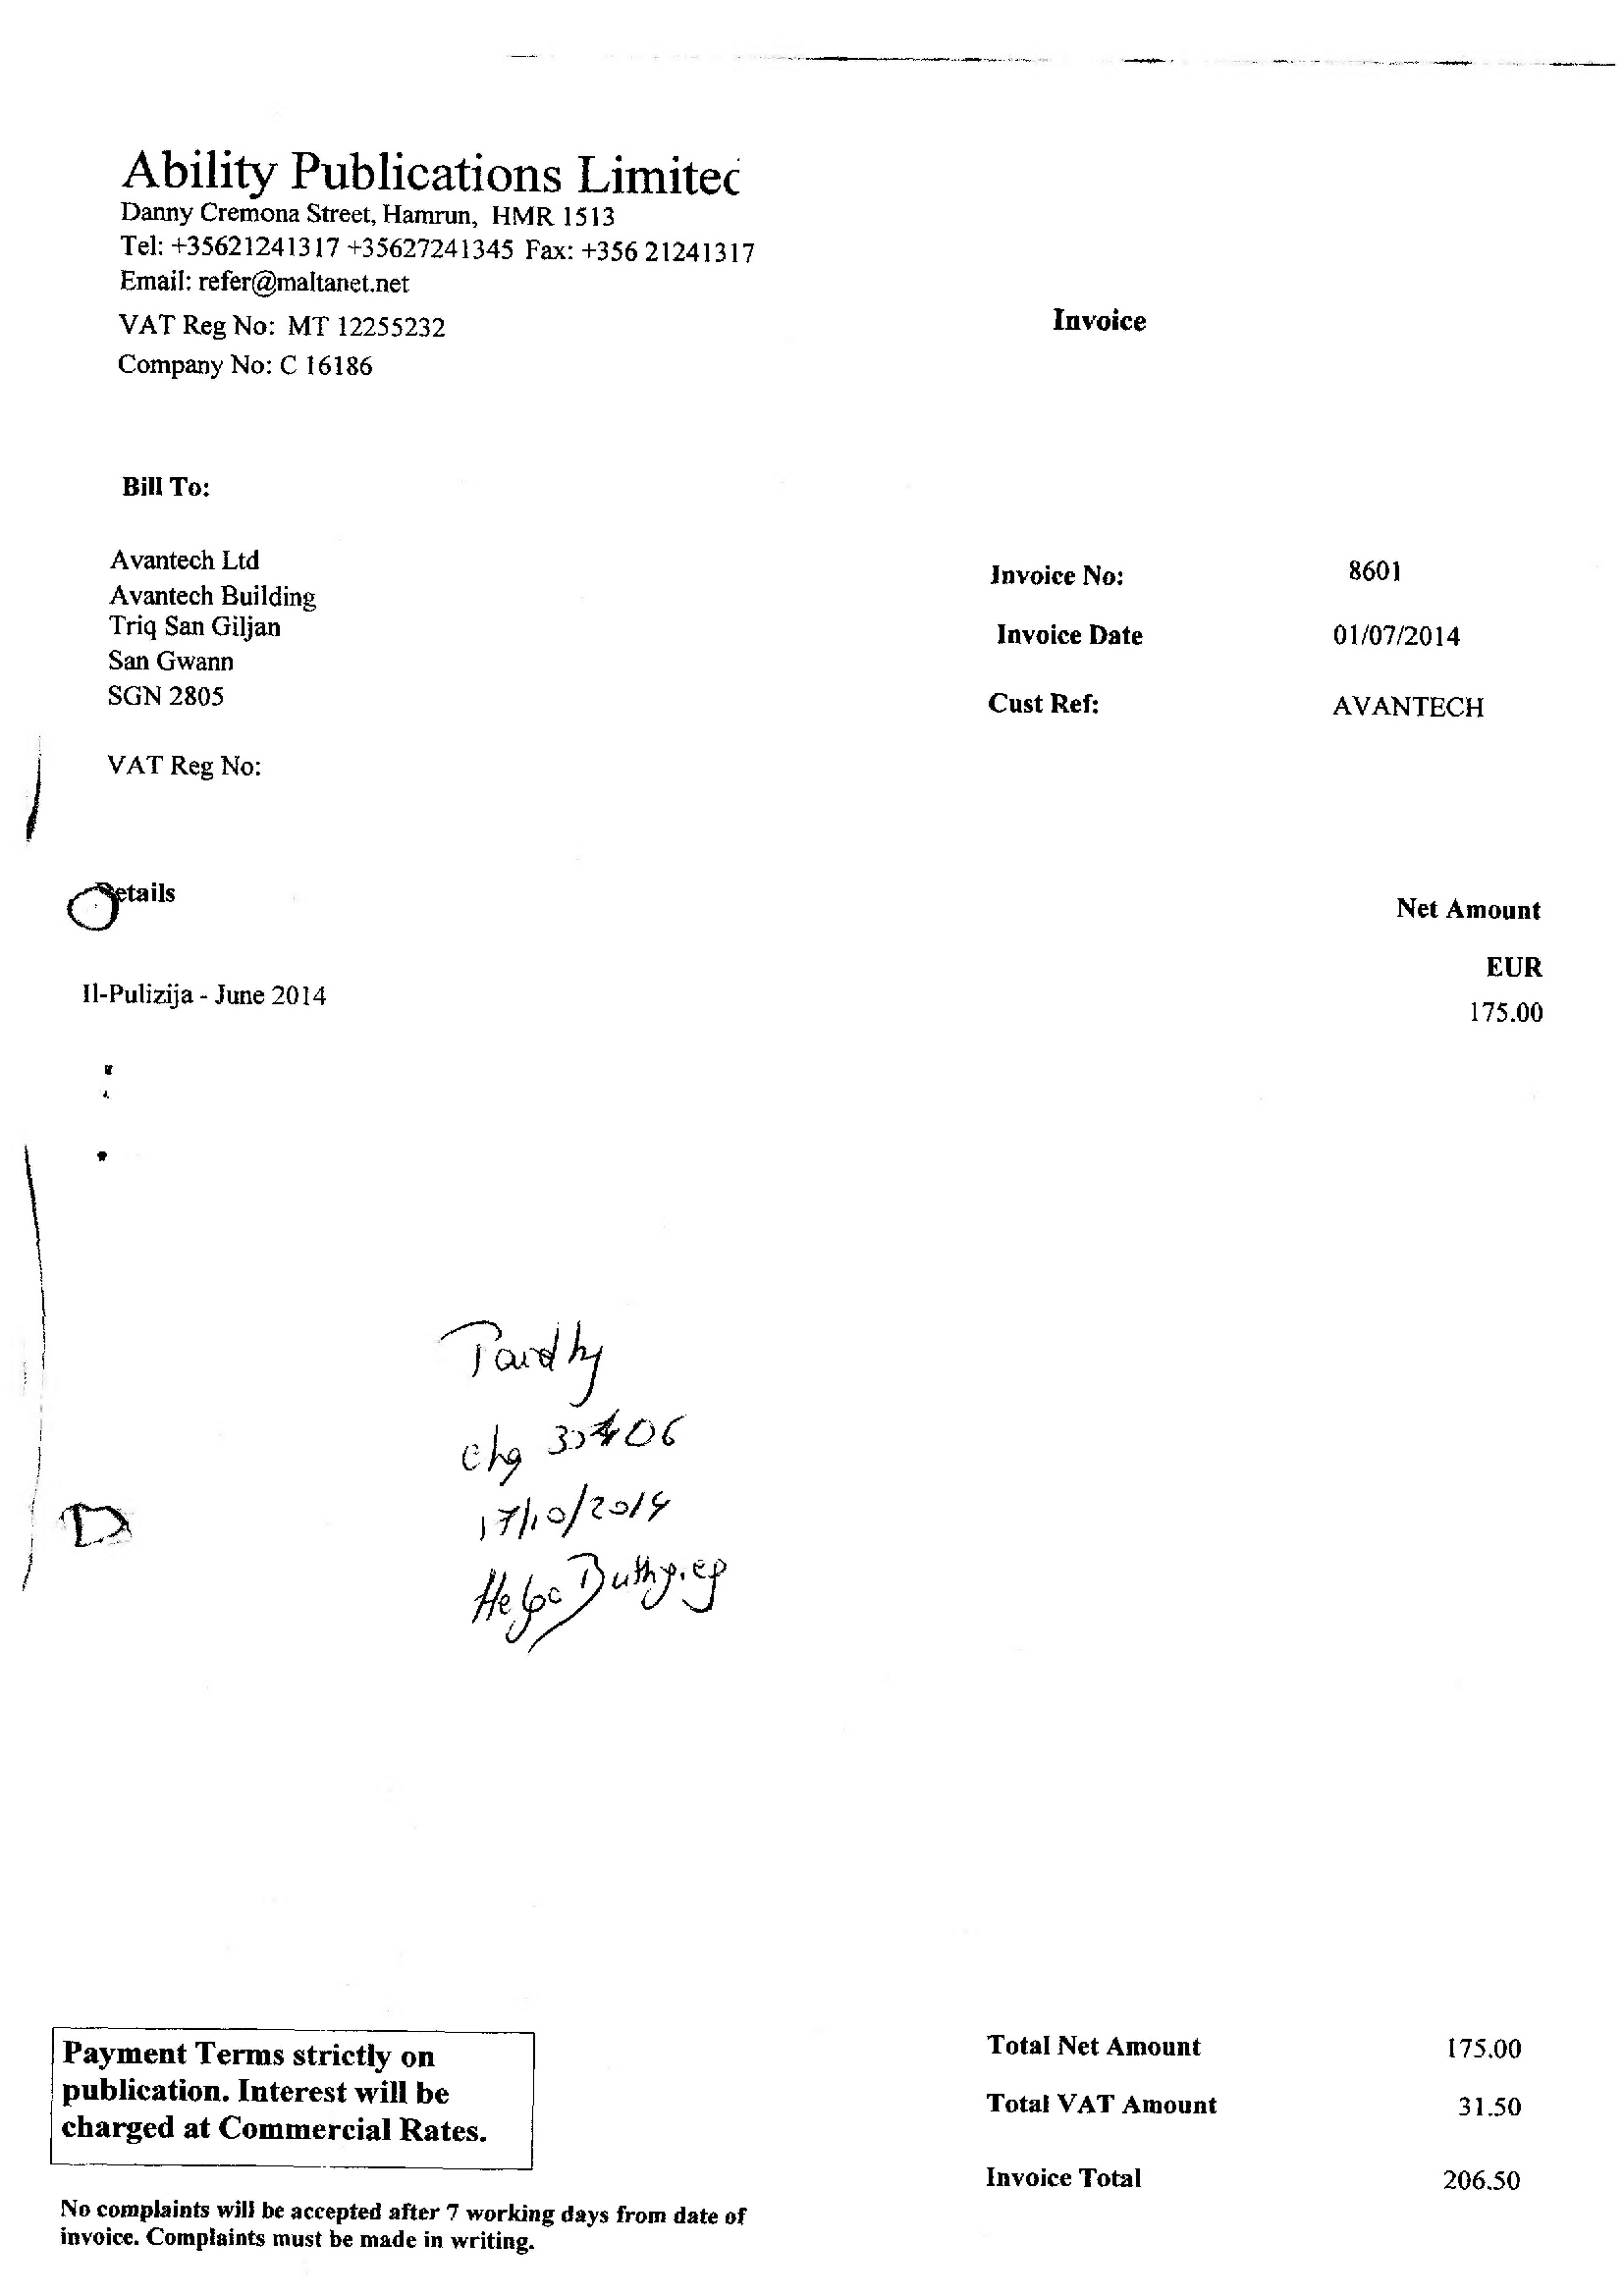 Ability Publications Limited
Danny Cremona Street, Hamrun, HMR 1513
Tel: +35621241317 +35627241345 Fax: +356 21241317
Email: refer@maltanet.net
VAT Reg No: MT 12255232
Invoice
Company No: C 16186
Bill To:
Avantech Ltd
Avantech Building
Triq San Giljan
San Gwann
SGN 2805
VAT Reg No:
Invoice No: 8601
Invoice Date 01/07/2014
Cust Ref: AVANTECH
Details
Net Amount
EUR
Il-Pulizija - June 2014 175.00
Paid by
chq
17/10/2014
Payment Terms strictly on
publication. Interest will be
charged at Commercial Rates.
No complaints will be accepted after 7 working days from date of
invoice. Complaints must be made in writing.
Total Net Amount 175.00
Total VAT Amount 31.50
Invoice Total 206.50